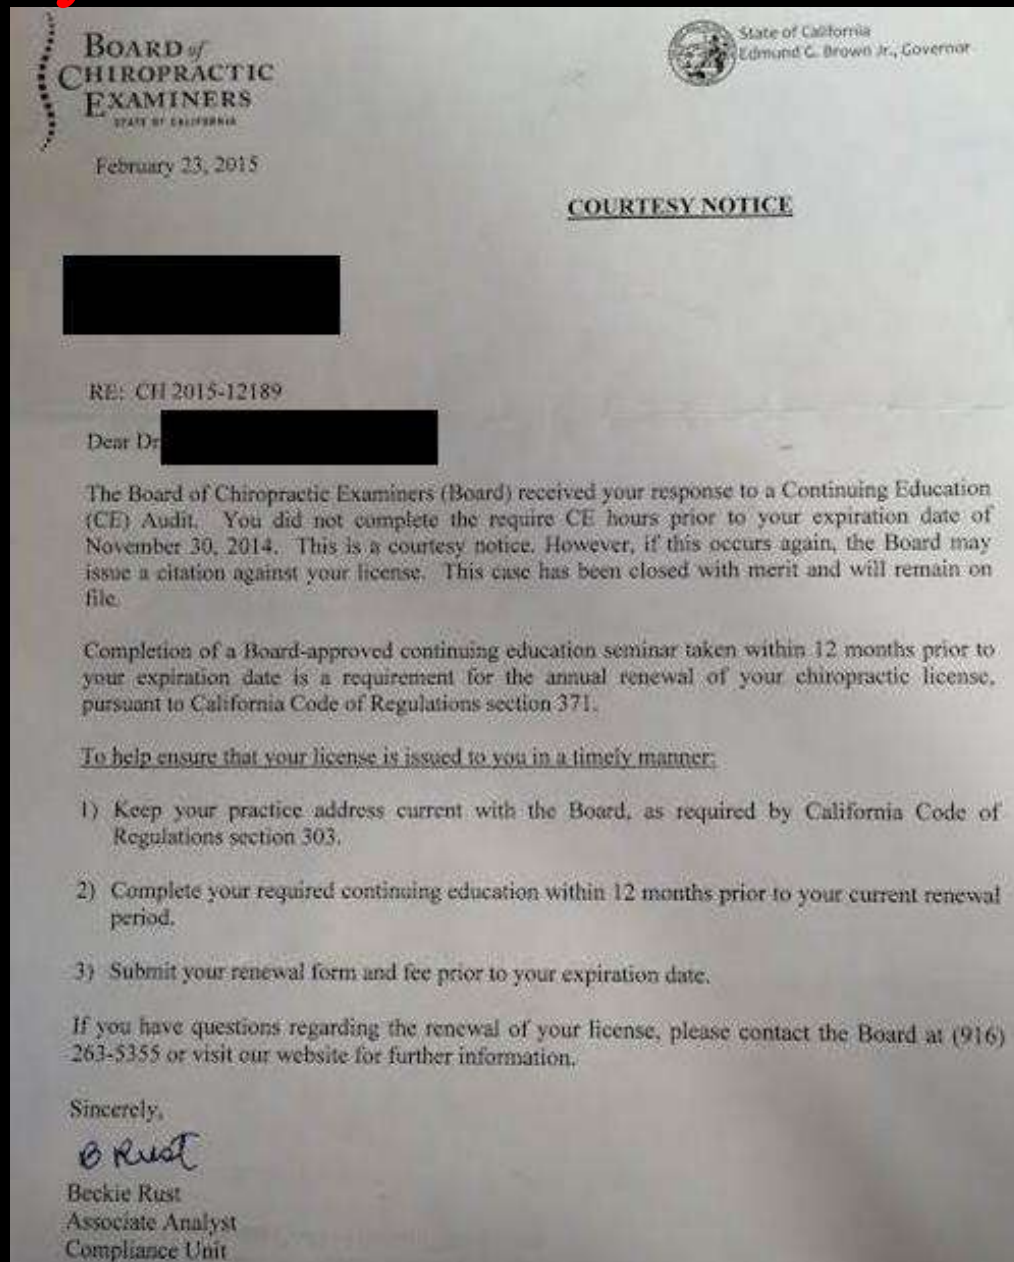 BOARD of
CHIROPRACTIC
EXAMINERS
STATE OF CALIFORNIA
State of California
Edmund G. Brown Jr., Governor
February 23, 2015
COURTESY NOTICE
RE: CH 2015-12189
Dear Dr
The Board of Chiropractic Examiners (Board) received your response to a Continuing Education
(CE) Audit. You did not complete the require CE hours prior to your expiration date of
November 30, 2014. This is a courtesy notice. However, if this occurs again, the Board may
issue a citation against your license. This case has been closed with merit and will remain on
file.
Completion of a Board-approved continuing education seminar taken within 12 months prior to
your expiration date is a requirement for the annual renewal of your chiropractic license,
pursuant to California Code of Regulations section 371.
To help ensure that your license is issued to you in a timely manner:
1) Keep your practice address current with the Board, as required by California Code of
Regulations section 303.
2) Complete your required continuing education within 12 months prior to your current renewal
period.
3) Submit your renewal form and fee prior to your expiration date.
If you have questions regarding the renewal of your license, please contact the Board at (916)
263-5355 or visit our website for further information.
Sincerely,
B Rust
Beckie Rust
Associate Analyst
Compliance Unit